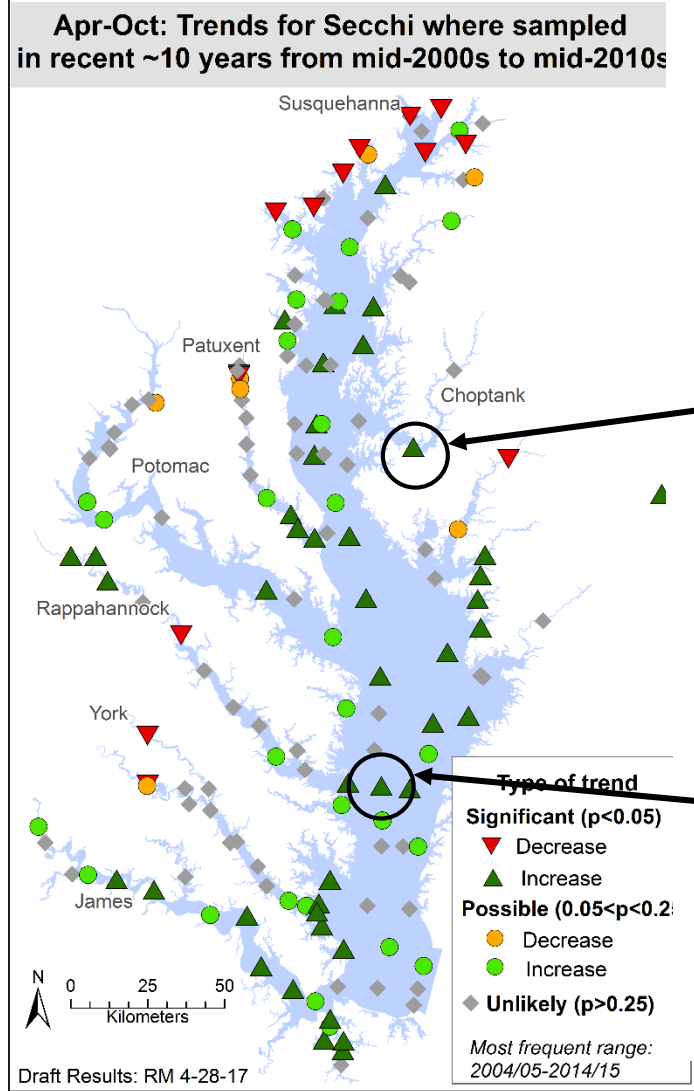 Apr-Oct: Trends for Secchi where sampled
in recent ~10 years from mid-2000s to mid-2010s
Susquehanna
Patuxent
Choptank
Potomac
Rappahannock
York
James
Type of trend
Significant (p<0.05)
Decrease
Increase
Possible (0.05<p<0.25
Decrease
Increase
Unlikely (p>0.25)
Most frequent range:
2004/05-2014/15
N
0 25 50
Kilometers
Draft Results: RM 4-28-17